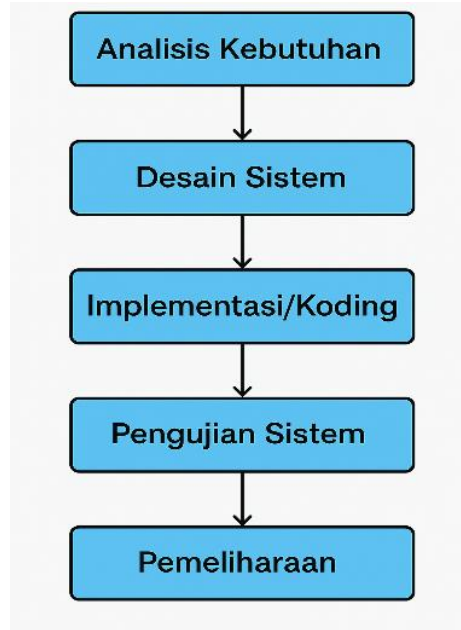 Analisis Kebutuhan
Desain Sistem
Implementasi/Koding
Pengujian Sistem
Pemeliharaan